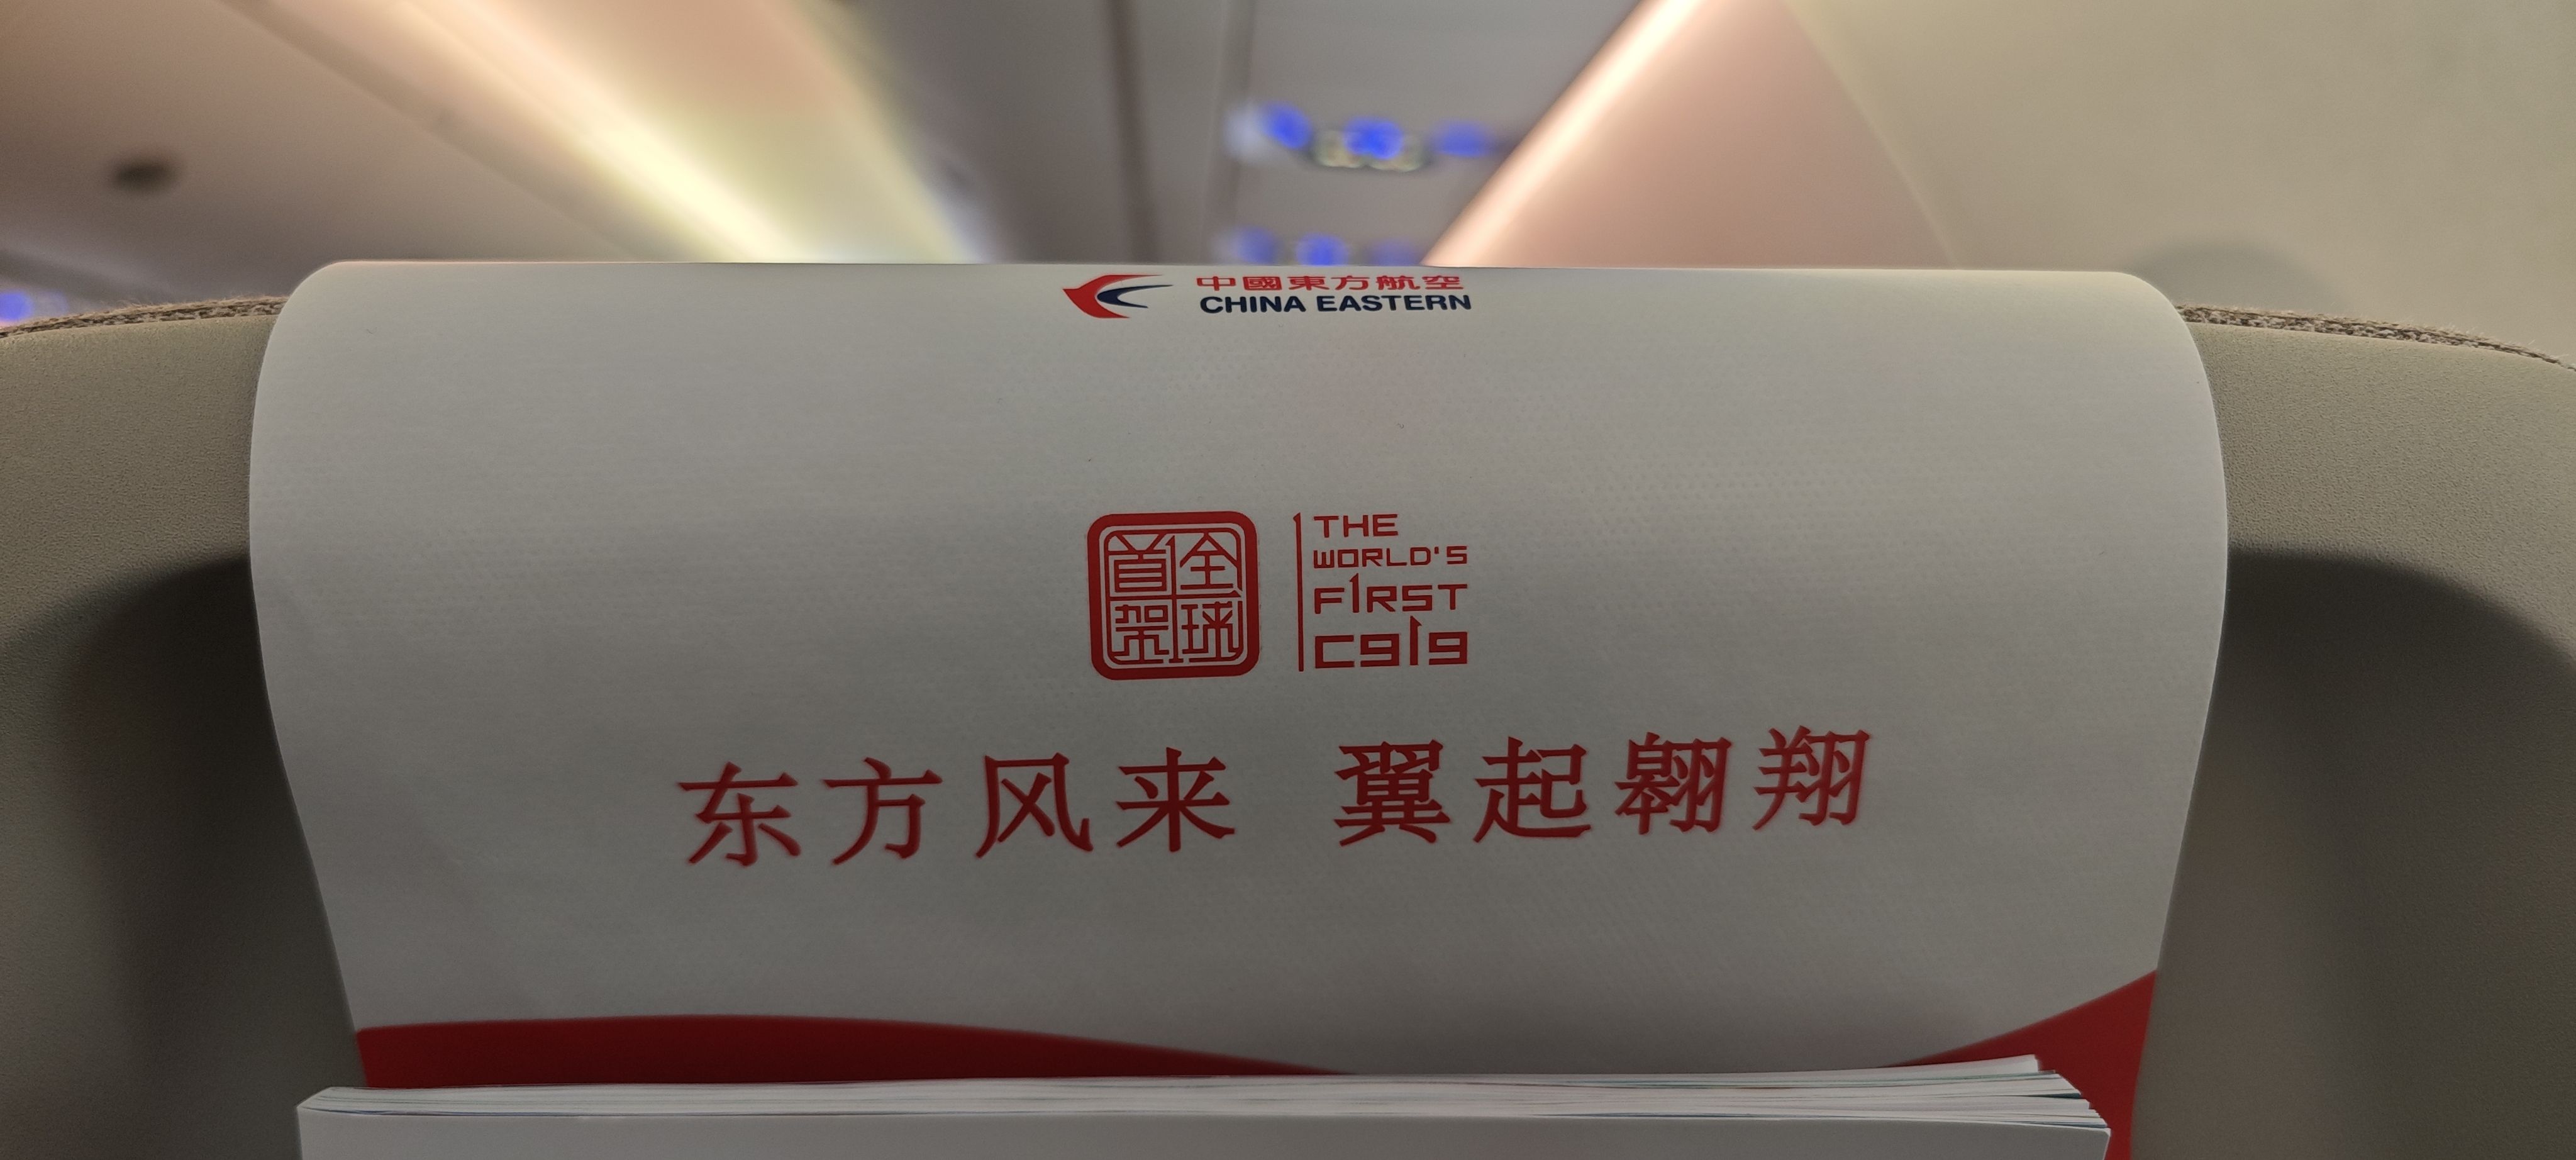 中國東方航空
CHINA EASTERN
全球
首架
THE
WORLD'S
F1RST
C919
东方风来 翼起翱翔